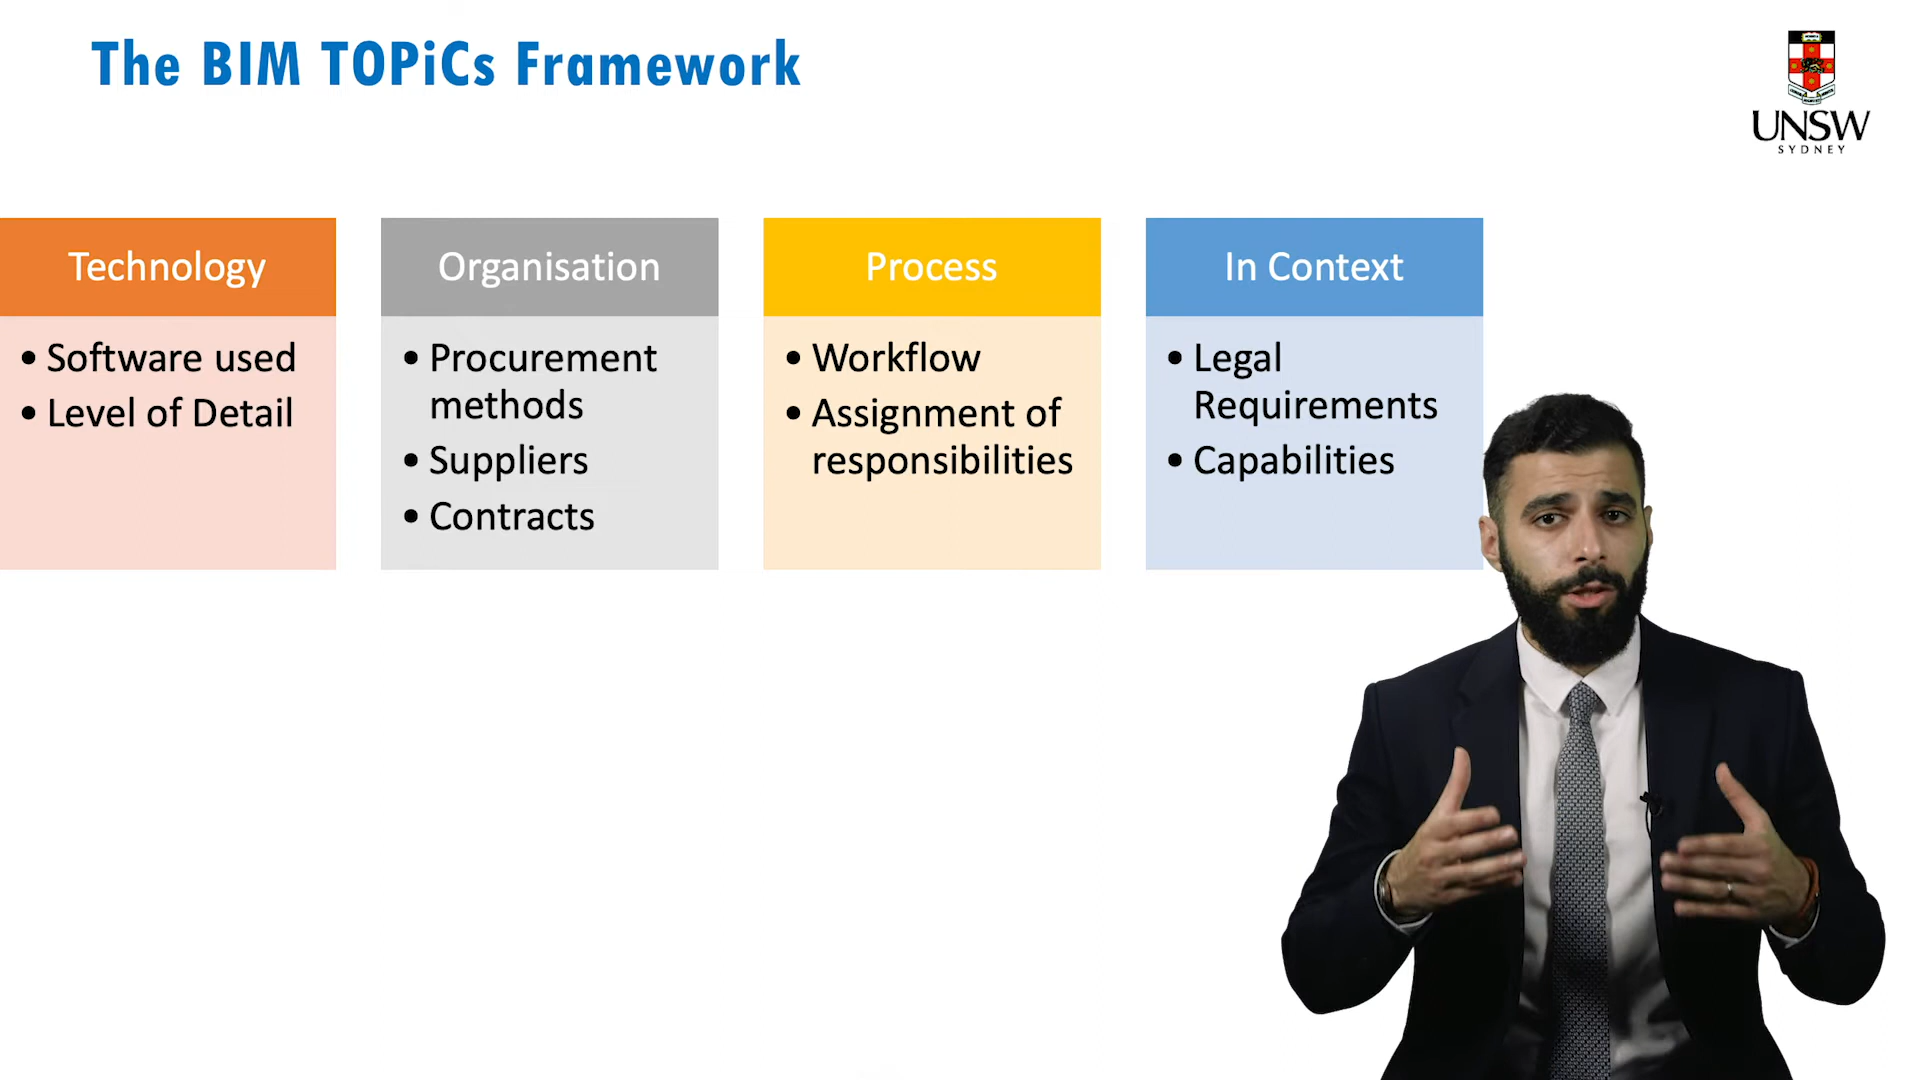 The BIM TOPiCs Framework
UNSW
SYDNEY
Technology
• Software used
• Level of Detail
Organisation
• Procurement
methods
• Suppliers
• Contracts
Process
• Workflow
• Assignment of
responsibilities
In Context
• Legal
Requirements
• Capabilities